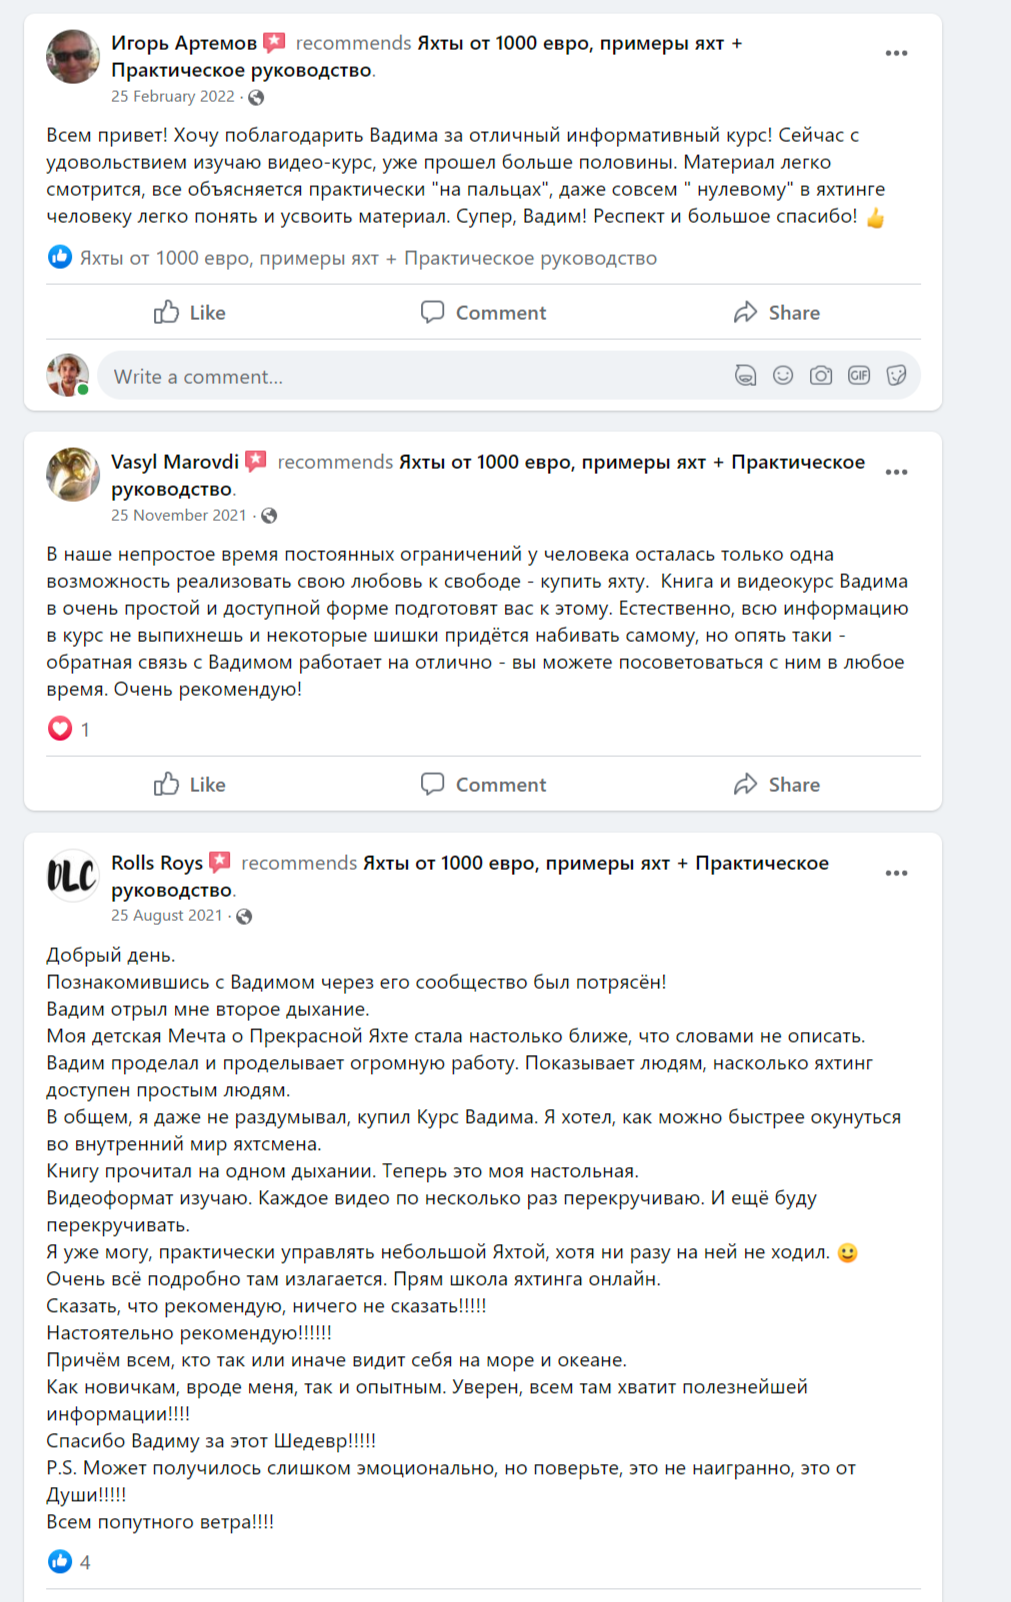 Игорь Артемов recommends Яхты от 1000 евро, примеры яхт +
Практическое руководство.
25 February 2022 ·
Всем привет! Хочу поблагодарить Вадима за отличный информативный курс! Сейчас с
удовольствием изучаю видео-курс, уже прошел больше половины. Материал легко
смотрится, все объясняется практически "на пальцах", даже совсем " нулевому" в яхтинге
человеку легко понять и усвоить материал. Супер, Вадим! Респект и большое спасибо! 👍
Яхты от 1000 евро, примеры яхт + Практическое руководство
Like Comment Share
Write a comment... GIF
Vasyl Marovdi recommends Яхты от 1000 евро, примеры яхт + Практическое
руководство.
25 November 2021 ·
В наше непростое время постоянных ограничений у человека осталась только одна
возможность реализовать свою любовь к свободе - купить яхту.  Книга и видеокурс Вадима
в очень простой и доступной форме подготовят вас к этому. Естественно, всю информацию
в курс не выпихнешь и некоторые шишки придётся набивать самому, но опять таки -
обратная связь с Вадимом работает на отлично - вы можете посоветоваться с ним в любое
время. Очень рекомендую!
1
Like Comment Share
DLC
Rolls Roys recommends Яхты от 1000 евро, примеры яхт + Практическое
руководство.
25 August 2021 ·
Добрый день.
Познакомившись с Вадимом через его сообщество был потрясён!
Вадим отрыл мне второе дыхание.
Моя детская Мечта о Прекрасной Яхте стала настолько ближе, что словами не описать.
Вадим проделал и проделывает огромную работу. Показывает людям, насколько яхтинг
доступен простым людям.
В общем, я даже не раздумывал, купил Курс Вадима. Я хотел, как можно быстрее окунуться
во внутренний мир яхтсмена.
Книгу прочитал на одном дыхании. Теперь это моя настольная.
Видеоформат изучаю. Каждое видео по несколько раз перекручиваю. И ещё буду
перекручивать.
Я уже могу, практически управлять небольшой Яхтой, хотя ни разу на ней не ходил. 🙂
Очень всё подробно там излагается. Прям школа яхтинга онлайн.
Сказать, что рекомендую, ничего не сказать!!!!!
Настоятельно рекомендую!!!!!!
Причём всем, кто так или иначе видит себя на море и океане.
Как новичкам, вроде меня, так и опытным. Уверен, всем там хватит полезнейшей
информации!!!!
Спасибо Вадиму за этот Шедевр!!!!!
P.S. Может получилось слишком эмоционально, но поверьте, это не наигранно, это от
Души!!!!!
Всем попутного ветра!!!!
4